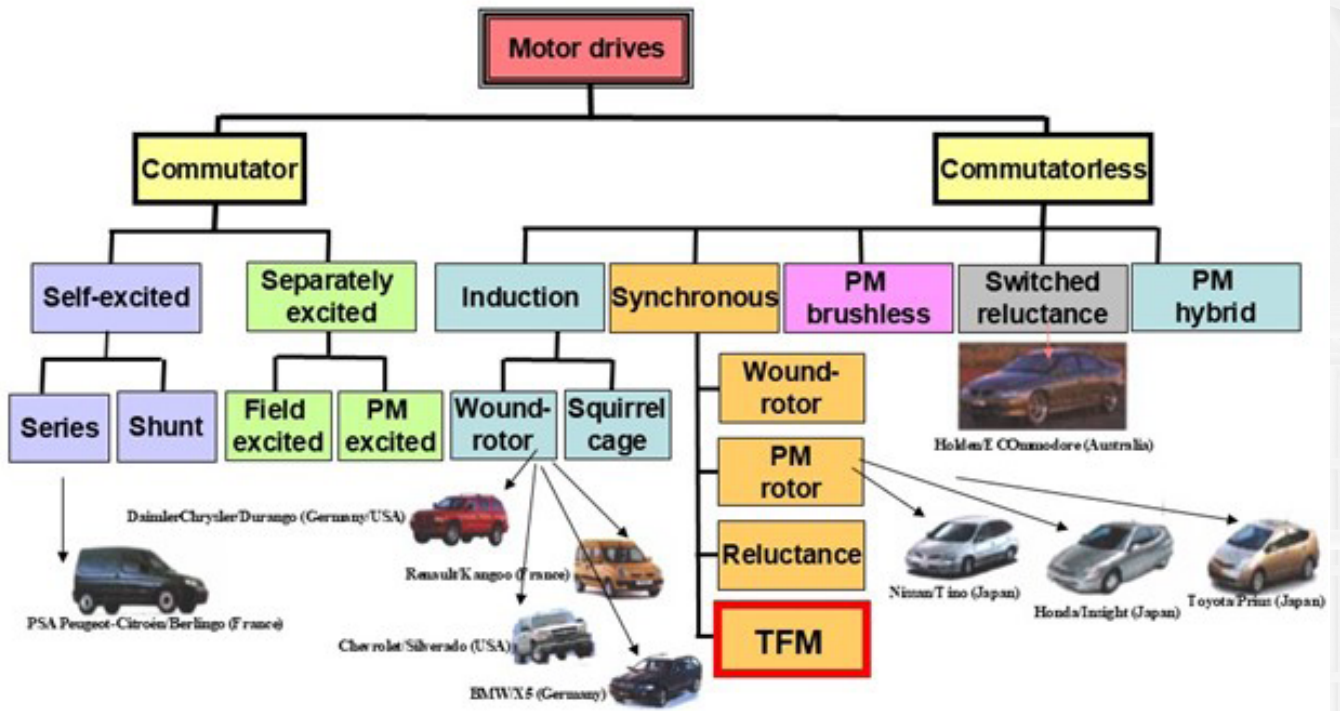 Motor drives
Commutator
Commutatorless
Self-excited
Separately
excited
Induction
Synchronous
PM
brushless
Switched
reluctance
PM
hybrid
Series
Shunt
Field
excited
PM
excited
Wound-
rotor
Squirrel
cage
Wound-
rotor
PM
rotor
Reluctance
TFM
Holden/E COmmodore (Australia)
DaimlerChrysler/Durango (Germany/USA)
Renault/Kangoo (France)
Nissan/Tino (Japan)
Honda/Insight (Japan)
Toyota/Prius (Japan)
PSA Peugeot-Citroën/Berlingo (France)
Chevrolet/Silverado (USA)
BMW/X5 (Germany)